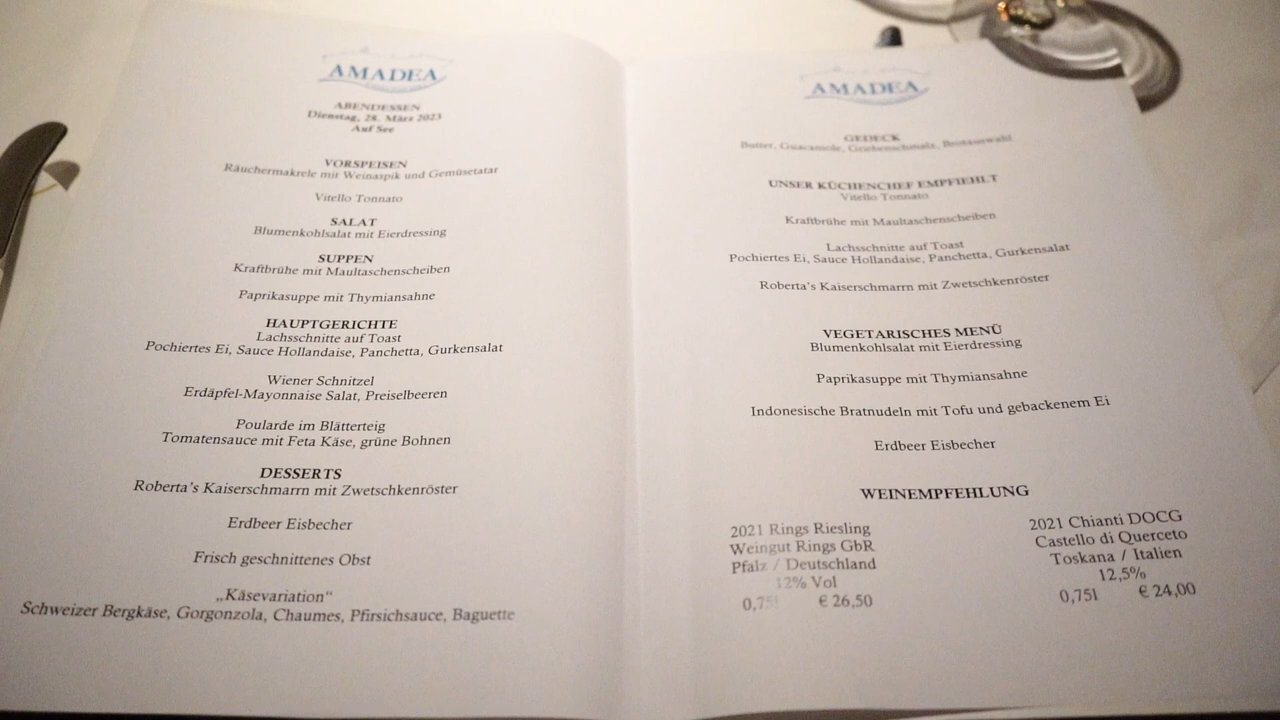 AMADEA
ABENDESSEN
Dienstag, 28. März 2023
Auf See
VORSPEISEN
Räuchermakrele mit Weinaspik und Gemüsetatar
Vitello Tonnato
SALAT
Blumenkohlsalat mit Eierdressing
SUPPEN
Kraftbrühe mit Maultaschenscheiben
Paprikasuppe mit Thymiansahne
HAUPTGERICHTE
Lachsschnitte auf Toast
Pochiertes Ei, Sauce Hollandaise, Panchetta, Gurkensalat
Wiener Schnitzel
Erdäpfel-Mayonnaise Salat, Preiselbeeren
Poularde im Blätterteig
Tomatensauce mit Feta Käse, grüne Bohnen
DESSERTS
Roberta's Kaiserschmarrn mit Zwetschkenröster
Erdbeer Eisbecher
Frisch geschnittenes Obst
„Käsevariation“
Schweizer Bergkäse, Gorgonzola, Chaumes, Pfirsichsauce, Baguette
AMADEA
GEDECK
Butter, Guacamole, Griebenschmalz, Brotauswahl
UNSER KÜCHENCHEF EMPFIEHLT
Vitello Tonnato
Kraftbrühe mit Maultaschenscheiben
Lachsschnitte auf Toast
Pochiertes Ei, Sauce Hollandaise, Panchetta, Gurkensalat
Roberta's Kaiserschmarrn mit Zwetschkenröster
VEGETARISCHES MENÜ
Blumenkohlsalat mit Eierdressing
Paprikasuppe mit Thymiansahne
Indonesische Bratnudeln mit Tofu und gebackenem Ei
Erdbeer Eisbecher
WEINEMPFEHLUNG
2021 Rings Riesling
Weingut Rings GbR
Pfalz / Deutschland
12% Vol
0,75l € 26,50
2021 Chianti DOCG
Castello di Querceto
Toskana / Italien
12,5%
0,75l € 24,00